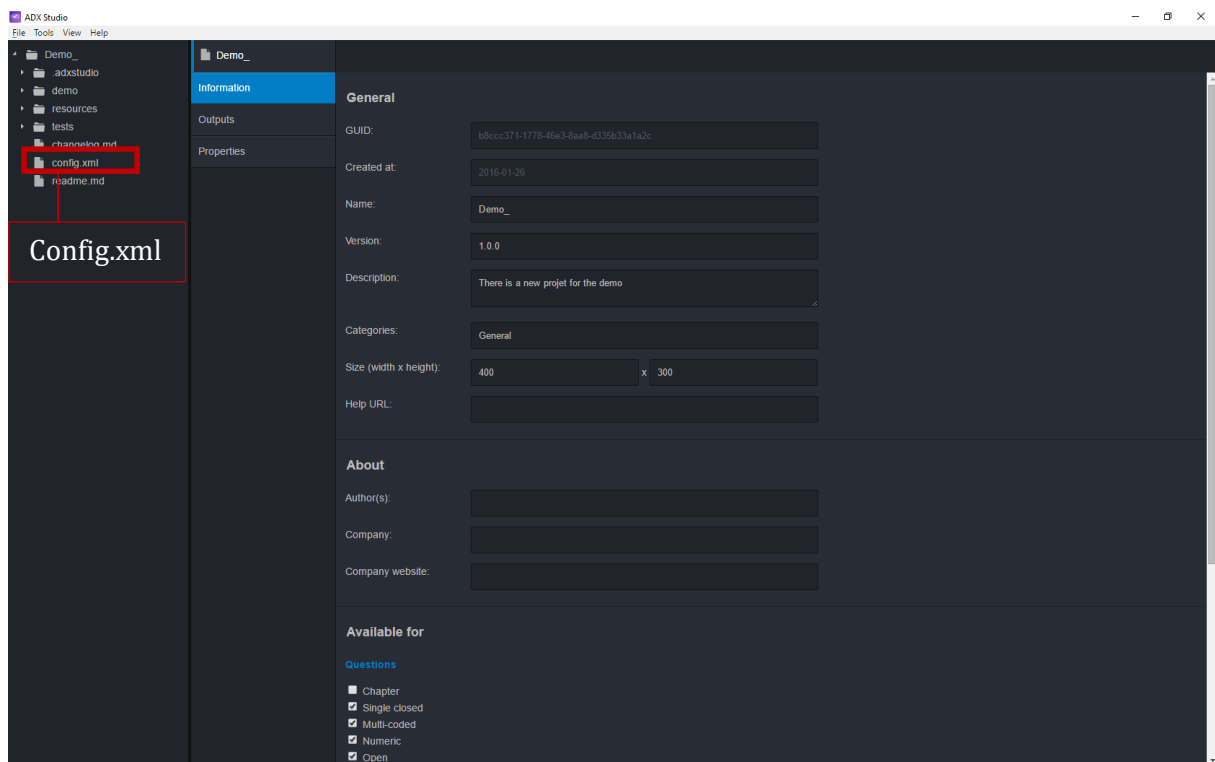 ADX Studio
File Tools View Help
Demo_
.adxstudio
demo
resources
tests
changelog.md
config.xml
readme.md
Config.xml
Demo_
Information
Outputs
Properties
General
GUID: b8ccc371-1778-46e3-8aa8-d335b33a1a2c
Created at: 2016-01-26
Name: Demo_
Version: 1.0.0
Description: There is a new projet for the demo
Categories: General
Size (width x height): 400 x 300
Help URL:
About
Author(s):
Company:
Company website:
Available for
Questions
Chapter
Single closed
Multi-coded
Numeric
Open